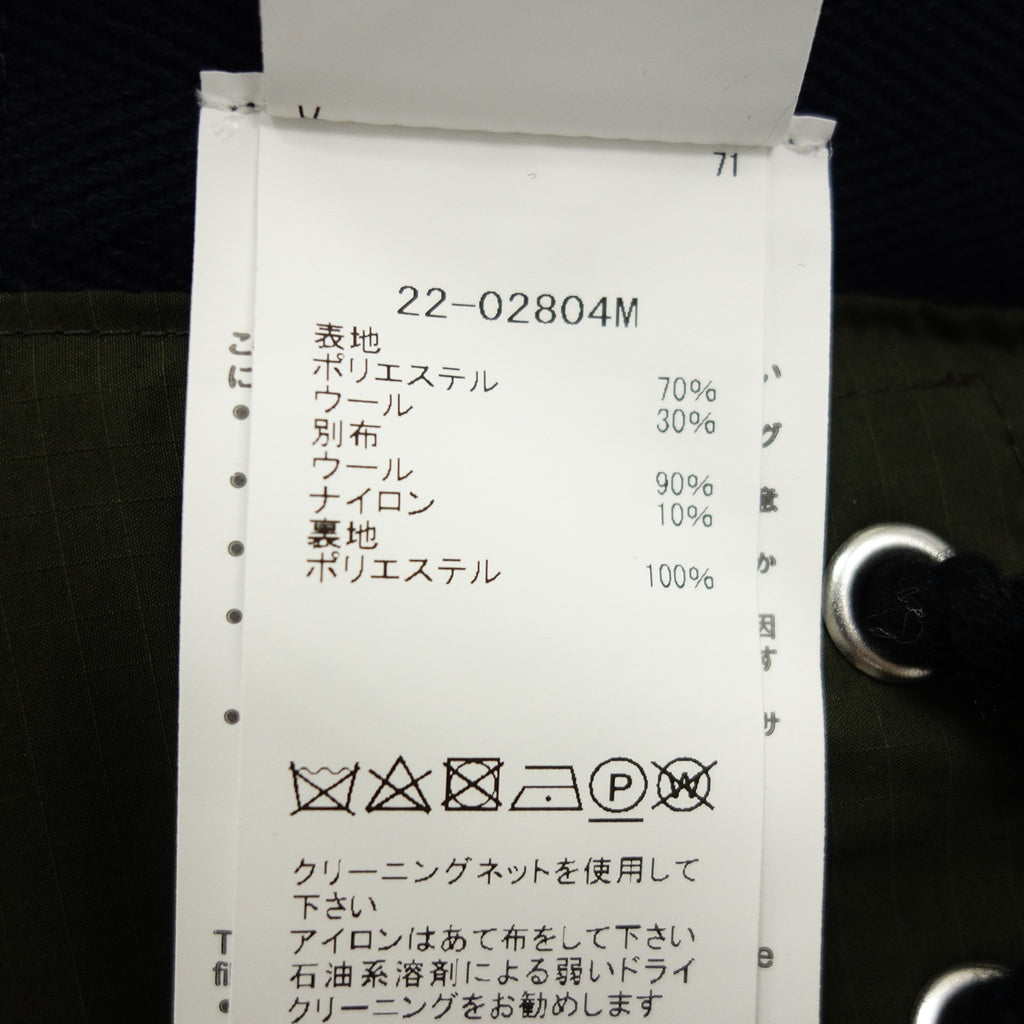 71
22-02804M
表地
ポリエステル 70%
ウール 30%
別布
ウール 90%
ナイロン 10%
裏地
ポリエステル 100%
P W
クリーニングネットを使用して
下さい
アイロンはあて布をして下さい
石油系溶剤による弱いドライ
クリーニングをお勧めします